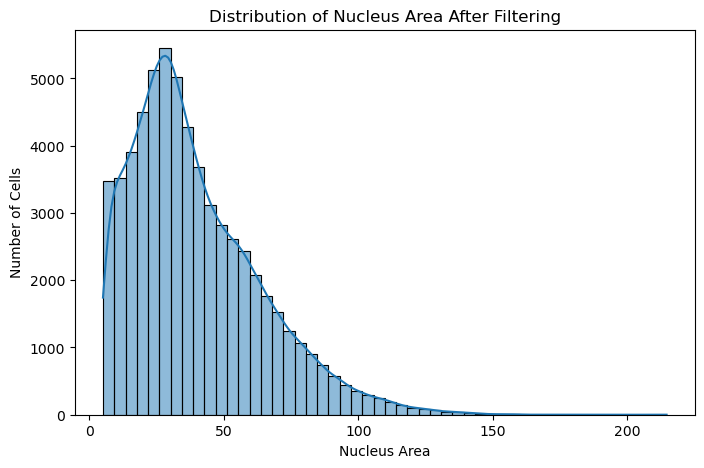 Distribution of Nucleus Area After Filtering
5000
4000
3000
2000
1000
0
Number of Cells
0 50 100 150 200
Nucleus Area